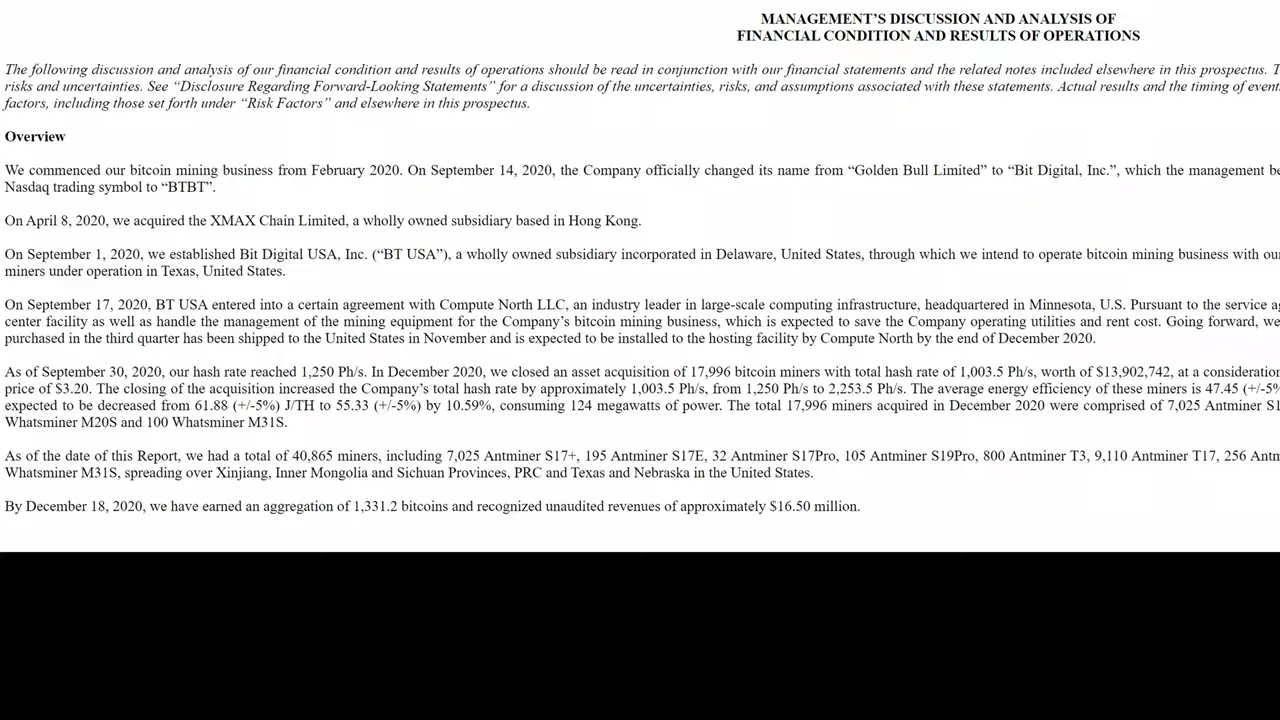 MANAGEMENT’S DISCUSSION AND ANALYSIS OF
FINANCIAL CONDITION AND RESULTS OF OPERATIONS
The following discussion and analysis of our financial condition and results of operations should be read in conjunction with our financial statements and the related notes included elsewhere in this prospectus.
risks and uncertainties. See “Disclosure Regarding Forward-Looking Statements” for a discussion of the uncertainties, risks, and assumptions associated with these statements. Actual results and the timing of
factors, including those set forth under “Risk Factors” and elsewhere in this prospectus.
Overview
We commenced our bitcoin mining business from February 2020. On September 14, 2020, the Company officially changed its name from “Golden Bull Limited” to “Bit Digital, Inc.”, which the management
Nasdaq trading symbol to “BTBT”.
On April 8, 2020, we acquired the XMAX Chain Limited, a wholly owned subsidiary based in Hong Kong.
On September 1, 2020, we established Bit Digital USA, Inc. (“BT USA”), a wholly owned subsidiary incorporated in Delaware, United States, through which we intend to operate bitcoin mining business with
miners under operation in Texas, United States.
On September 17, 2020, BT USA entered into a certain agreement with Compute North LLC, an industry leader in large-scale computing infrastructure, headquartered in Minnesota, U.S. Pursuant to the service
center facility as well as handle the management of the mining equipment for the Company’s bitcoin mining business, which is expected to save the Company operating utilities and rent cost. Going forward, we
purchased in the third quarter has been shipped to the United States in November and is expected to be installed to the hosting facility by Compute North by the end of December 2020.
As of September 30, 2020, our hash rate reached 1,250 Ph/s. In December 2020, we closed an asset acquisition of 17,996 bitcoin miners with total hash rate of 1,003.5 Ph/s, worth of $13,902,742, at a consideration
price of $3.20. The closing of the acquisition increased the Company’s total hash rate by approximately 1,003.5 Ph/s, from 1,250 Ph/s to 2,253.5 Ph/s. The average energy efficiency of these miners is 47.45 (+/-5%
expected to be decreased from 61.88 (+/-5%) J/TH to 55.33 (+/-5%) by 10.59%, consuming 124 megawatts of power. The total 17,996 miners acquired in December 2020 were comprised of 7,025 Antminer
Whatsminer M20S and 100 Whatsminer M31S.
As of the date of this Report, we had a total of 40,865 miners, including 7,025 Antminer S17+, 195 Antminer S17E, 32 Antminer S17Pro, 105 Antminer S19Pro, 800 Antminer T3, 9,110 Antminer T17, 256
Whatsminer M31S, spreading over Xinjiang, Inner Mongolia and Sichuan Provinces, PRC and Texas and Nebraska in the United States.
By December 18, 2020, we have earned an aggregation of 1,331.2 bitcoins and recognized unaudited revenues of approximately $16.50 million.